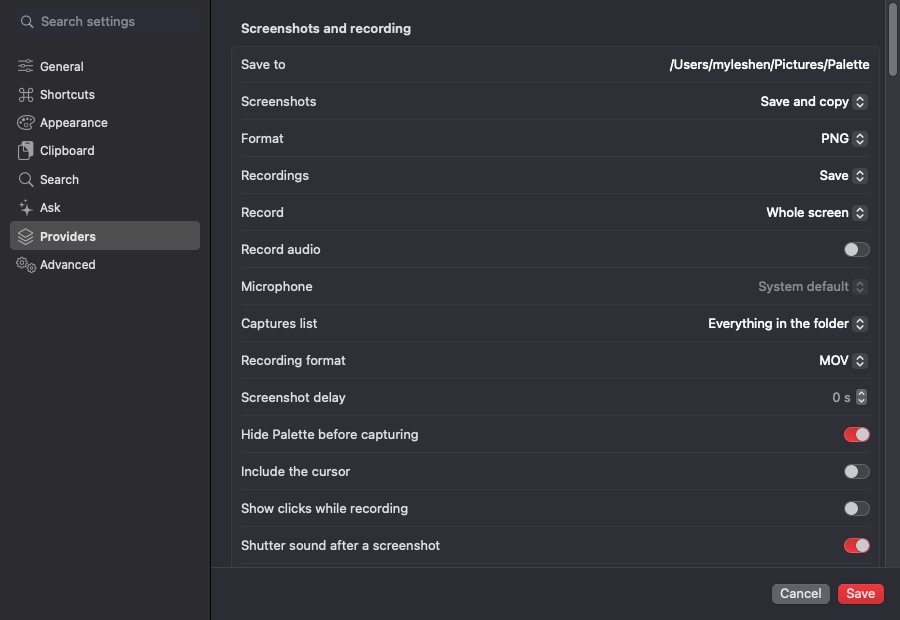 Search settings
General
Shortcuts
Appearance
Clipboard
Search
Ask
Providers
Advanced
Screenshots and recording
Save to /Users/myleshen/Pictures/Palette
Screenshots Save and copy
Format PNG
Recordings Save
Record Whole screen
Record audio
Microphone System default
Captures list Everything in the folder
Recording format MOV
Screenshot delay 0 s
Hide Palette before capturing
Include the cursor
Show clicks while recording
Shutter sound after a screenshot
Cancel Save